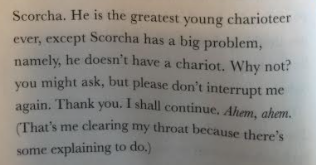 Scorcha. He is the greatest young charioteer
ever, except Scorcha has a big problem,
namely, he doesn't have a chariot. Why not?
you might ask, but please don't interrupt me
again. Thank you. I shall continue. Ahem, ahem.
(That's me clearing my throat because there's
some explaining to do.)